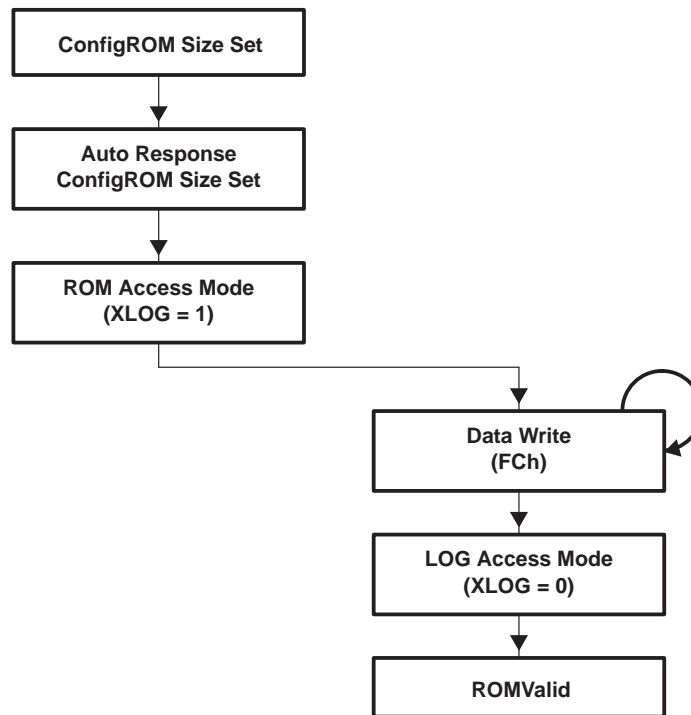 ConfigROM Size Set
Auto Response
ConfigROM Size Set
ROM Access Mode
(XLOG = 1)
Data Write
(FCh)
LOG Access Mode
(XLOG = 0)
ROMValid